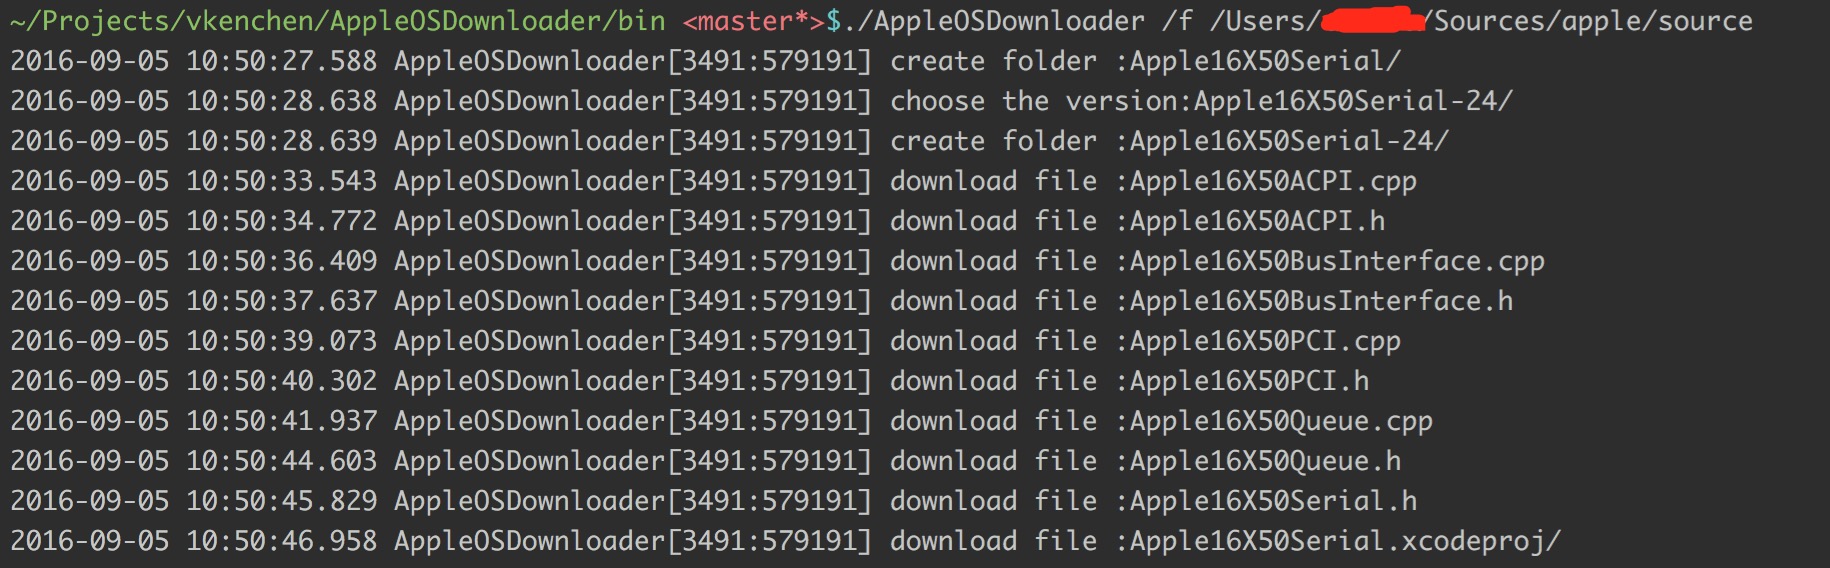 ~/Projects/vkenchen/AppleOSDownloader/bin <master*>$./AppleOSDownloader /f /Users/ /Sources/apple/source
2016-09-05 10:50:27.588 AppleOSDownloader[3491:579191] create folder :Apple16X50Serial/
2016-09-05 10:50:28.638 AppleOSDownloader[3491:579191] choose the version:Apple16X50Serial-24/
2016-09-05 10:50:28.639 AppleOSDownloader[3491:579191] create folder :Apple16X50Serial-24/
2016-09-05 10:50:33.543 AppleOSDownloader[3491:579191] download file :Apple16X50ACPI.cpp
2016-09-05 10:50:34.772 AppleOSDownloader[3491:579191] download file :Apple16X50ACPI.h
2016-09-05 10:50:36.409 AppleOSDownloader[3491:579191] download file :Apple16X50BusInterface.cpp
2016-09-05 10:50:37.637 AppleOSDownloader[3491:579191] download file :Apple16X50BusInterface.h
2016-09-05 10:50:39.073 AppleOSDownloader[3491:579191] download file :Apple16X50PCI.cpp
2016-09-05 10:50:40.302 AppleOSDownloader[3491:579191] download file :Apple16X50PCI.h
2016-09-05 10:50:41.937 AppleOSDownloader[3491:579191] download file :Apple16X50Queue.cpp
2016-09-05 10:50:44.603 AppleOSDownloader[3491:579191] download file :Apple16X50Queue.h
2016-09-05 10:50:45.829 AppleOSDownloader[3491:579191] download file :Apple16X50Serial.h
2016-09-05 10:50:46.958 AppleOSDownloader[3491:579191] download file :Apple16X50Serial.xcodeproj/